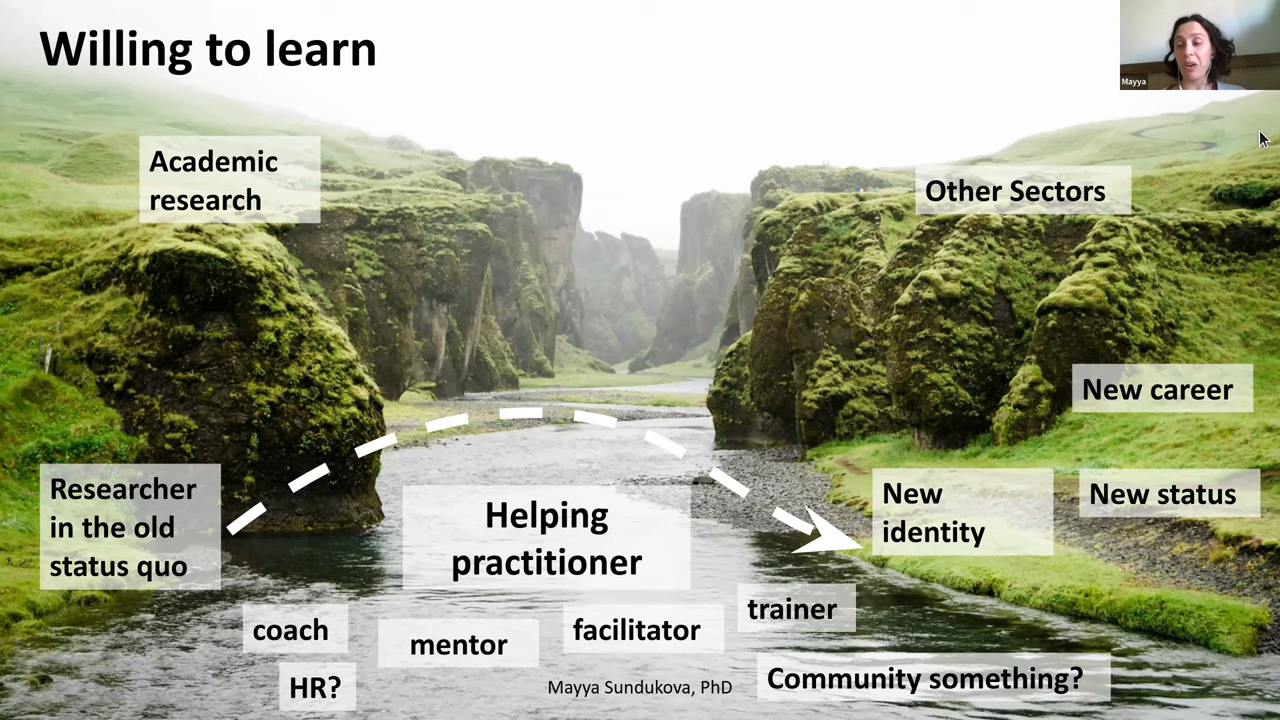 Willing to learn
Mayya
Academic
research
Other Sectors
New career
Researcher
in the old
status quo
Helping
practitioner
New
identity
New status
coach
mentor
facilitator
trainer
HR?
Mayya Sundukova, PhD
Community something?